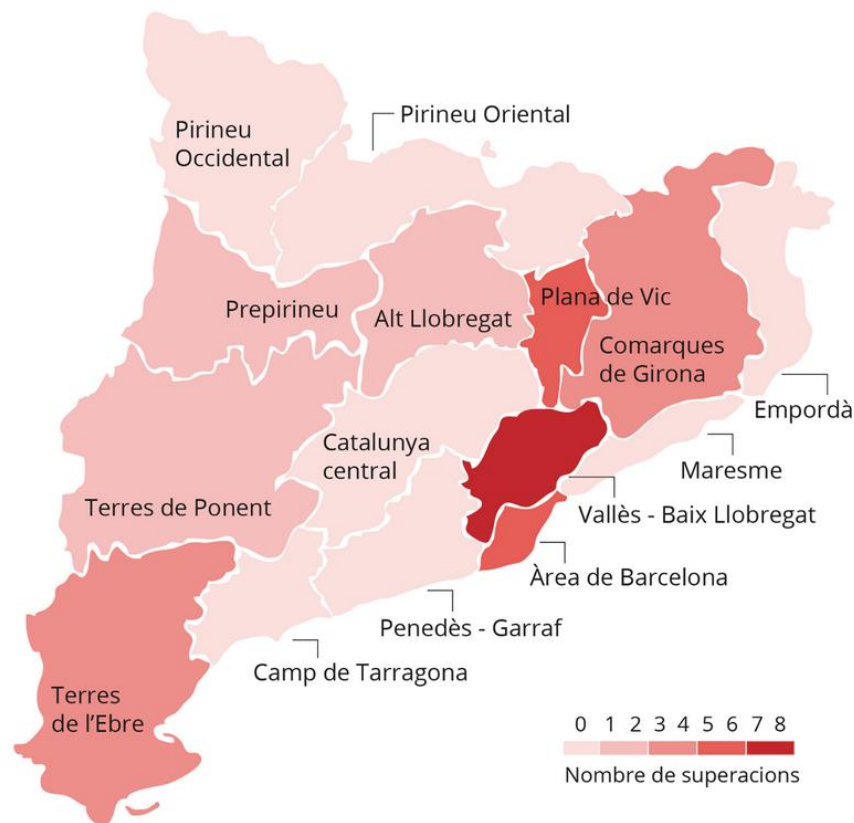 Pirineu Oriental
Pirineu
Occidental
Plana de Vic
Prepirineu
Alt Llobregat
Comarques
de Girona
Empordà
Catalunya
central
Maresme
Terres de Ponent
Vallès - Baix Llobregat
Àrea de Barcelona
Penedès - Garraf
Camp de Tarragona
Terres
de l’Ebre
0 1 2 3 4 5 6 7 8
Nombre de superacions